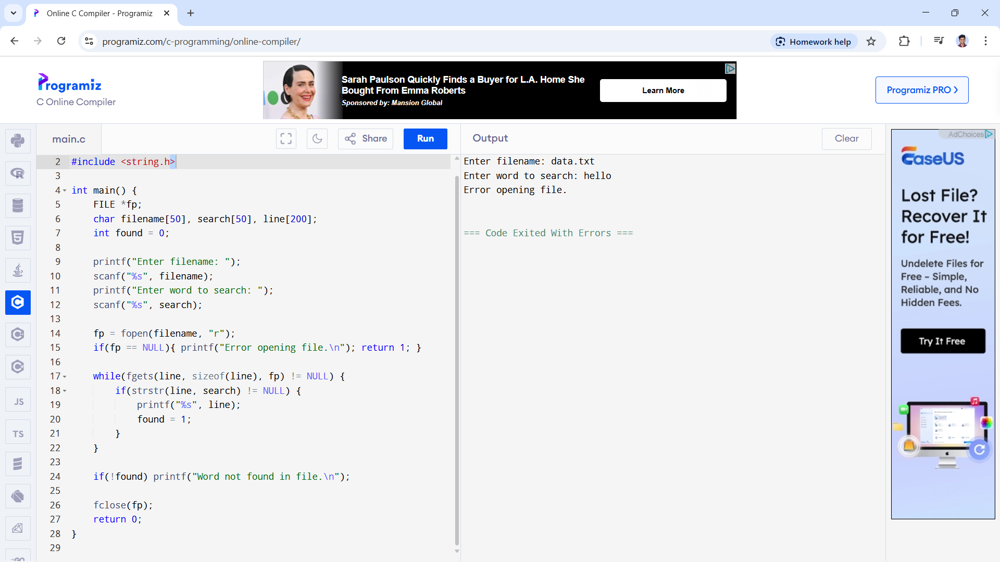 Online C Compiler - Programiz
programiz.com/c-programming/online-compiler/
Homework help
Programiz
C Online Compiler
Sarah Paulson Quickly Finds a Buyer for L.A. Home She
Bought From Emma Roberts
Sponsored by: Mansion Global
Learn More
Programiz PRO
main.c
Share
Run
Output
Clear
2 #include <string.h>
3
4 int main() {
5     FILE *fp;
6     char filename[50], search[50], line[200];
7     int found = 0;
8
9     printf("Enter filename: ");
10     scanf("%s", filename);
11     printf("Enter word to search: ");
12     scanf("%s", search);
13
14     fp = fopen(filename, "r");
15     if(fp == NULL){ printf("Error opening file.\n"); return 1; }
16
17     while(fgets(line, sizeof(line), fp) != NULL) {
18         if(strstr(line, search) != NULL) {
19             printf("%s", line);
20             found = 1;
21         }
22     }
23
24     if(!found) printf("Word not found in file.\n");
25
26     fclose(fp);
27     return 0;
28 }
29
Enter filename: data.txt
Enter word to search: hello
Error opening file.
=== Code Exited With Errors ===
JS
TS
GO
AdChoices
EaseUS
Lost File?
Recover It
for Free!
Undelete Files for
Free – Simple,
Reliable, and No
Hidden Fees.
Try It Free